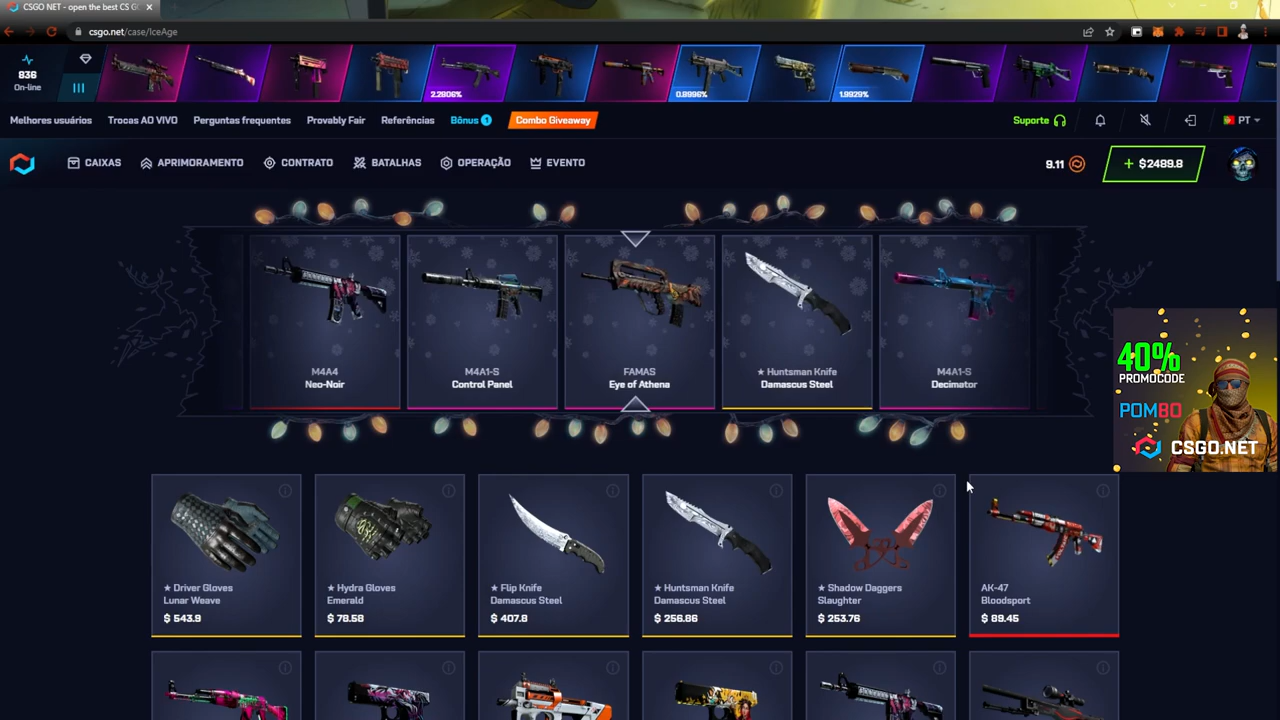 CSGO NET - open the best CS G
csgo.net/case/IceAge
836
On-line
2.2806%
0.8996%
1.9929%
Melhores usuários
Trocas AO VIVO
Perguntas frequentes
Provably Fair
Referências
Bônus 1
Combo Giveaway
Suporte
PT
CAIXAS
APRIMORAMENTO
CONTRATO
BATALHAS
OPERAÇÃO
EVENTO
9.11
+ $2489.8
M4A4
Neo-Noir
M4A1-S
Control Panel
FAMAS
Eye of Athena
★ Huntsman Knife
Damascus Steel
M4A1-S
Decimator
40%
PROMOCODE
POM80
CSGO.NET
★ Driver Gloves
Lunar Weave
$ 543.9
★ Hydra Gloves
Emerald
$ 78.58
★ Flip Knife
Damascus Steel
$ 407.8
★ Huntsman Knife
Damascus Steel
$ 256.86
★ Shadow Daggers
Slaughter
$ 253.76
AK-47
Bloodsport
$ 89.45